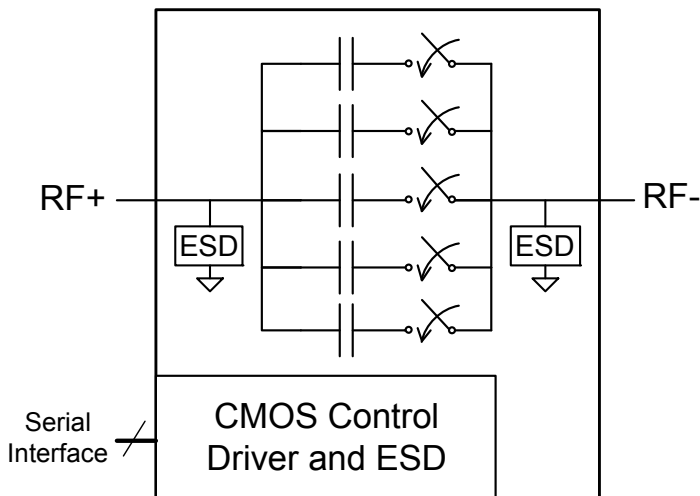 RF+
RF-
ESD
ESD
Serial
Interface
CMOS Control
Driver and ESD